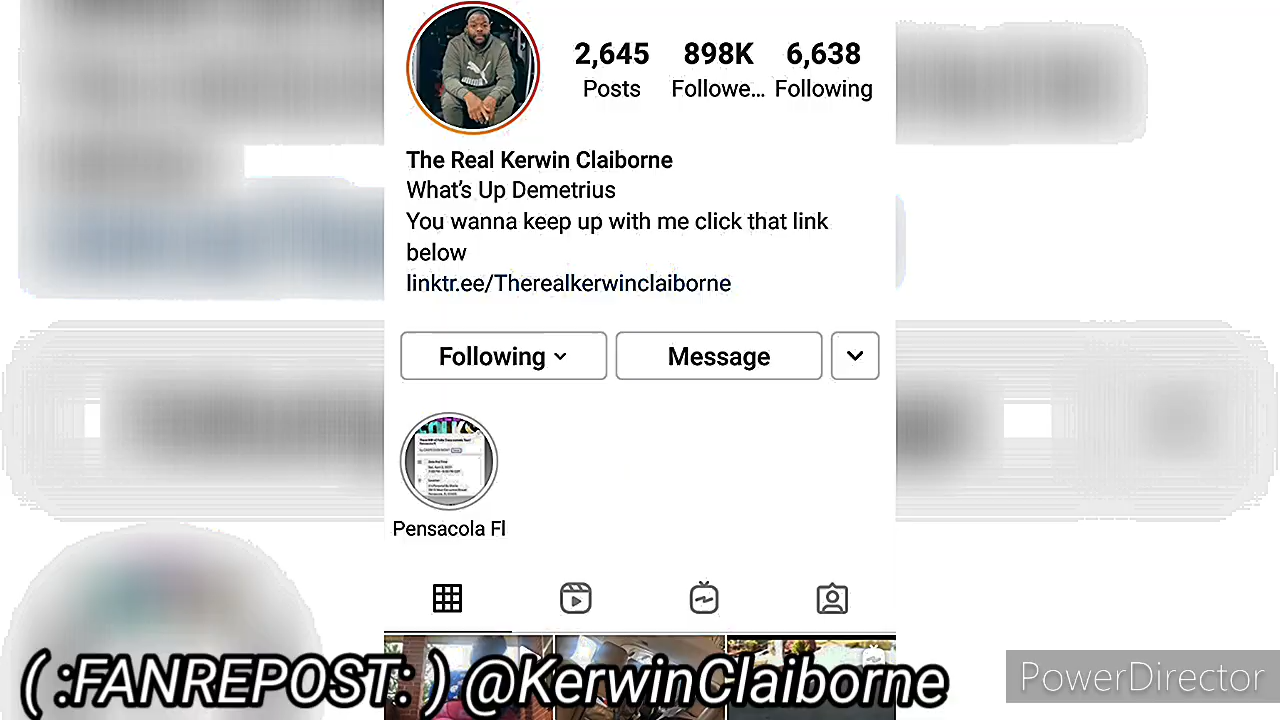 2,645 898K 6,638
Posts Followe... Following
The Real Kerwin Claiborne
What's Up Demetrius
You wanna keep up with me click that link
below
linktr.ee/Therealkerwinclaiborne
Following Message
Pensacola Fl
( :FANREPOST: ) @KerwinClaiborne
PowerDirector